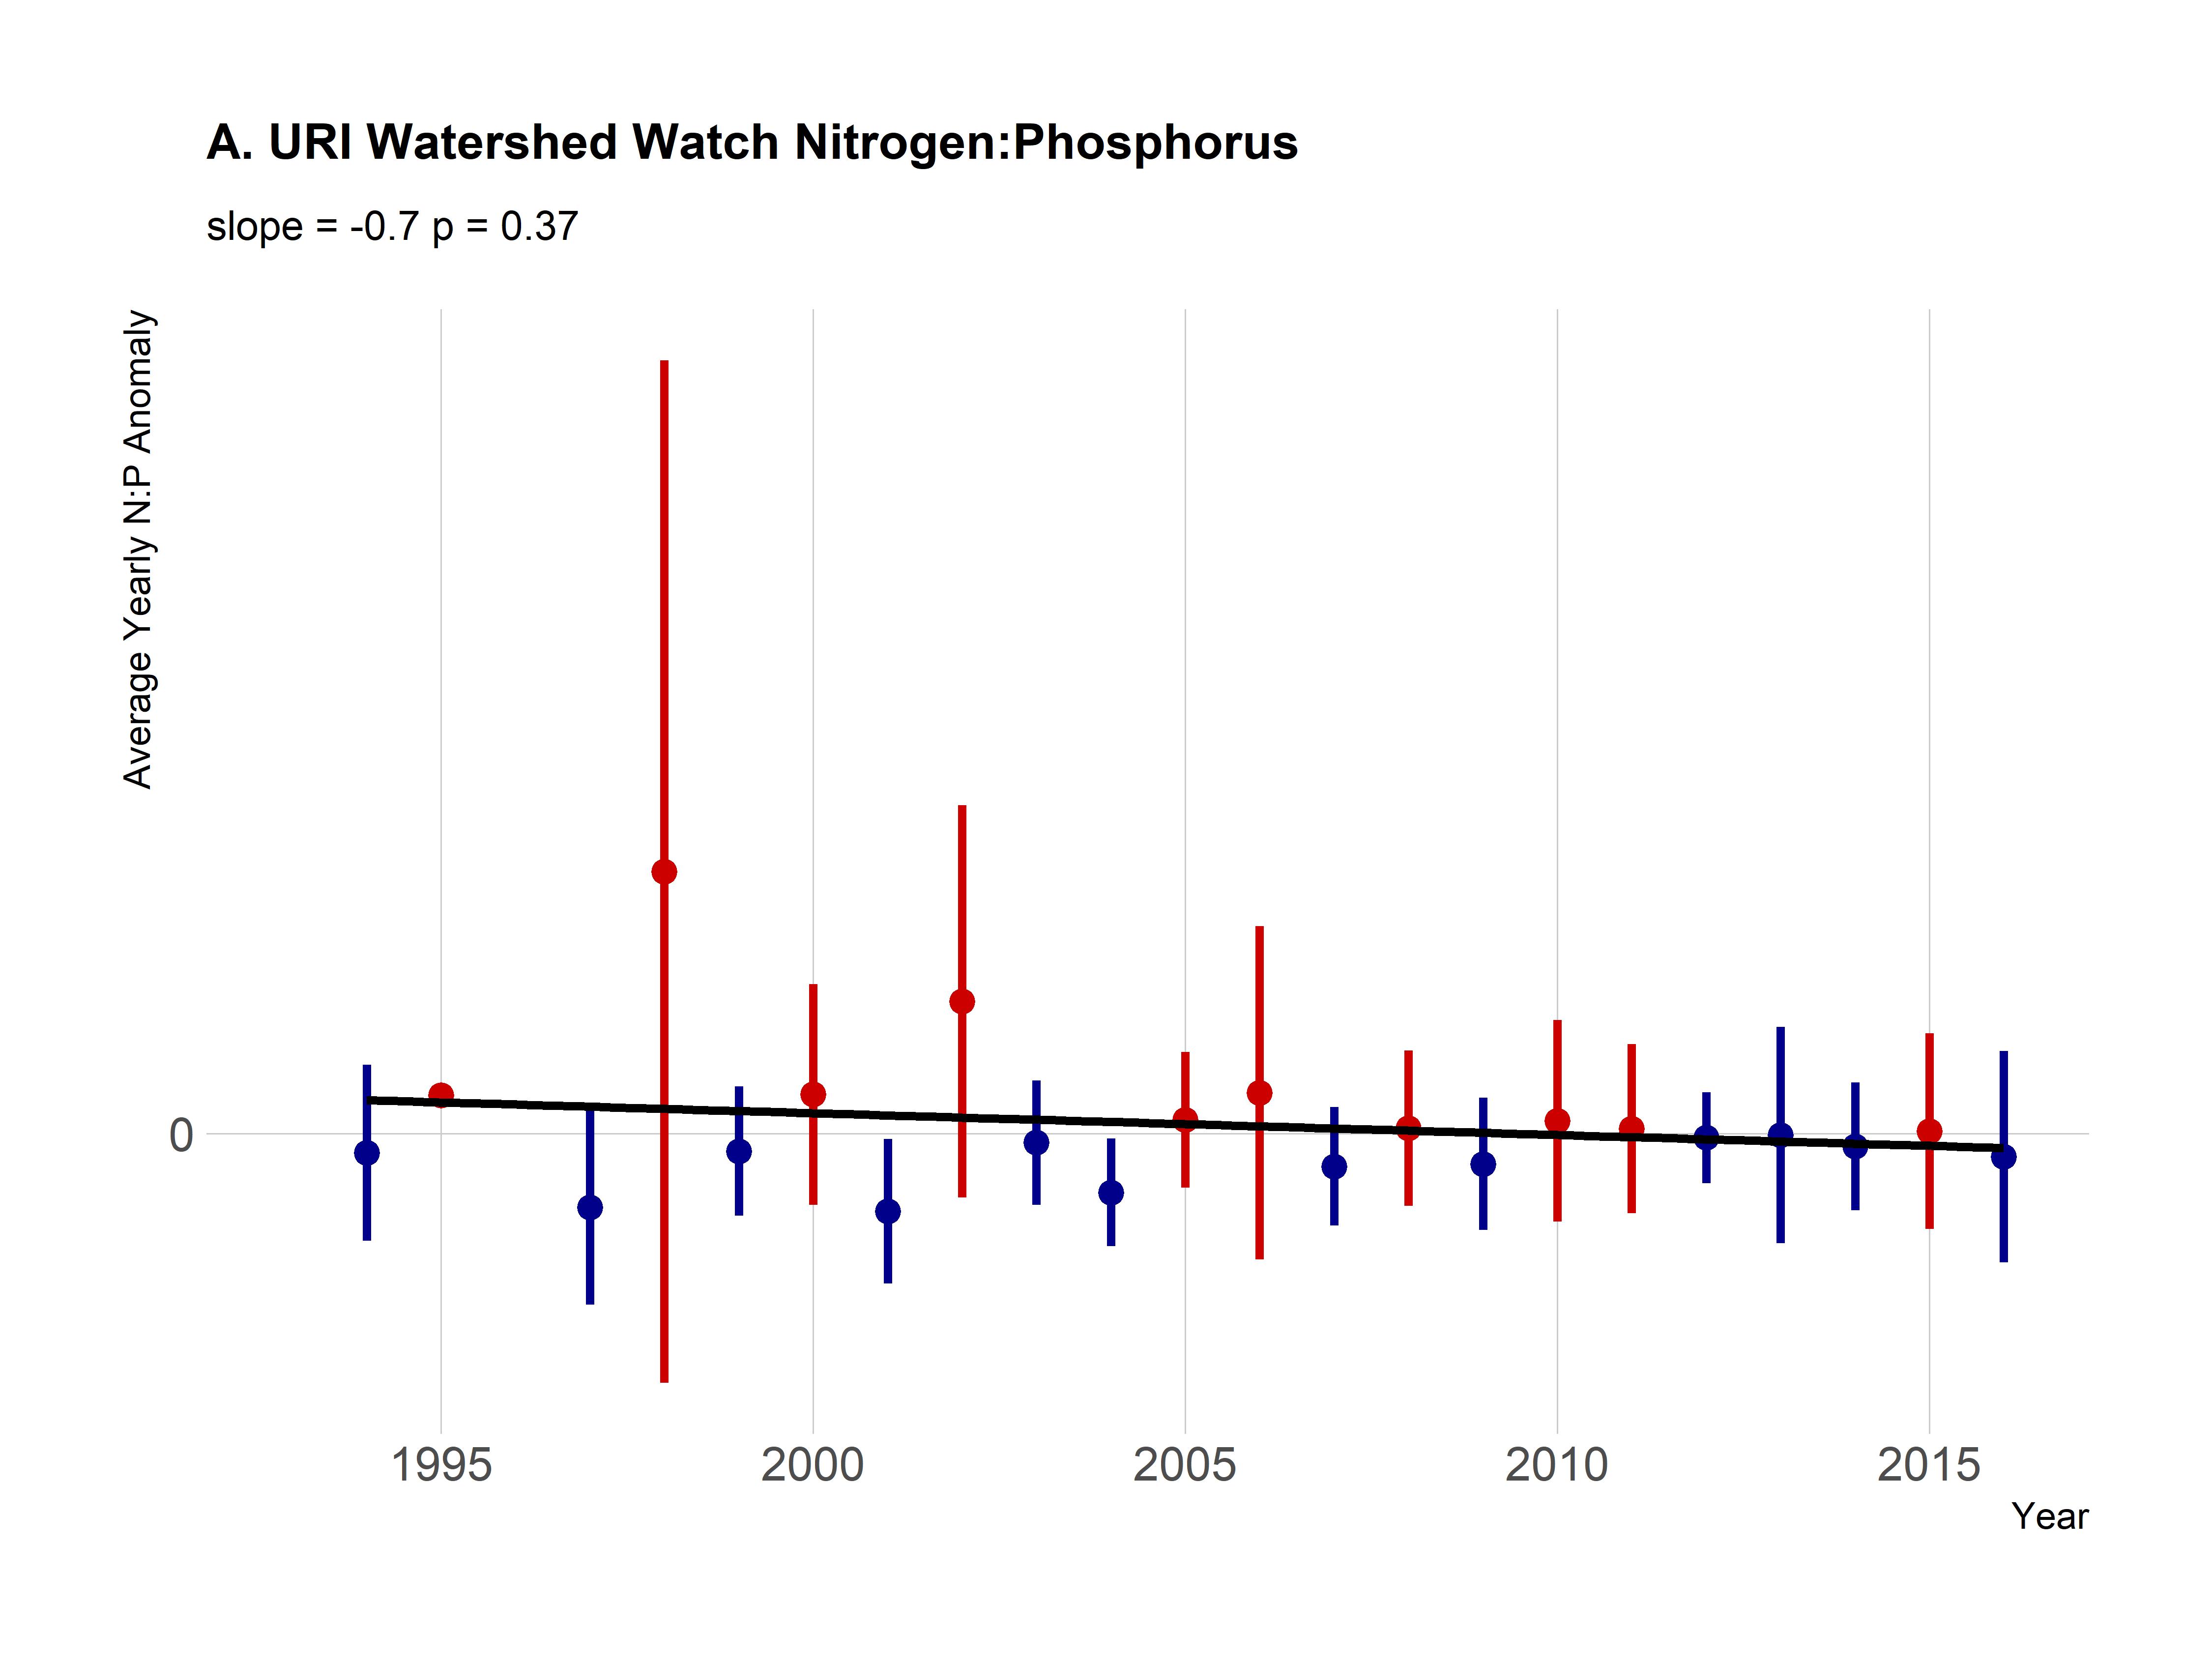 A. URI Watershed Watch Nitrogen:Phosphorus
slope = -0.7 p = 0.37
Average Yearly N:P Anomaly
0
1995 2000 2005 2010 2015
Year